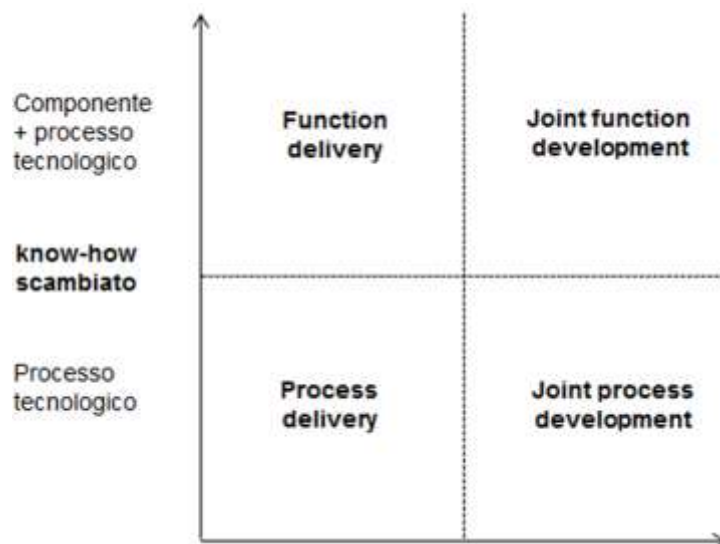 Componente
+ processo
tecnologico
Function
delivery
Joint function
development
know-how
scambiato
Processo
tecnologico
Process
delivery
Joint process
development